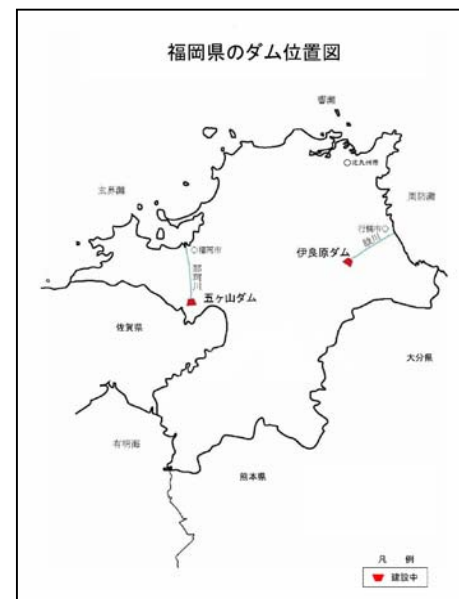 福岡県のダム位置図
響灘
○北九州市
玄界灘
周防灘
行橋市○
祓川
伊良原ダム
○福岡市
那珂川
五ヶ山ダム
佐賀県
大分県
有明海
熊本県
凡 例
建設中